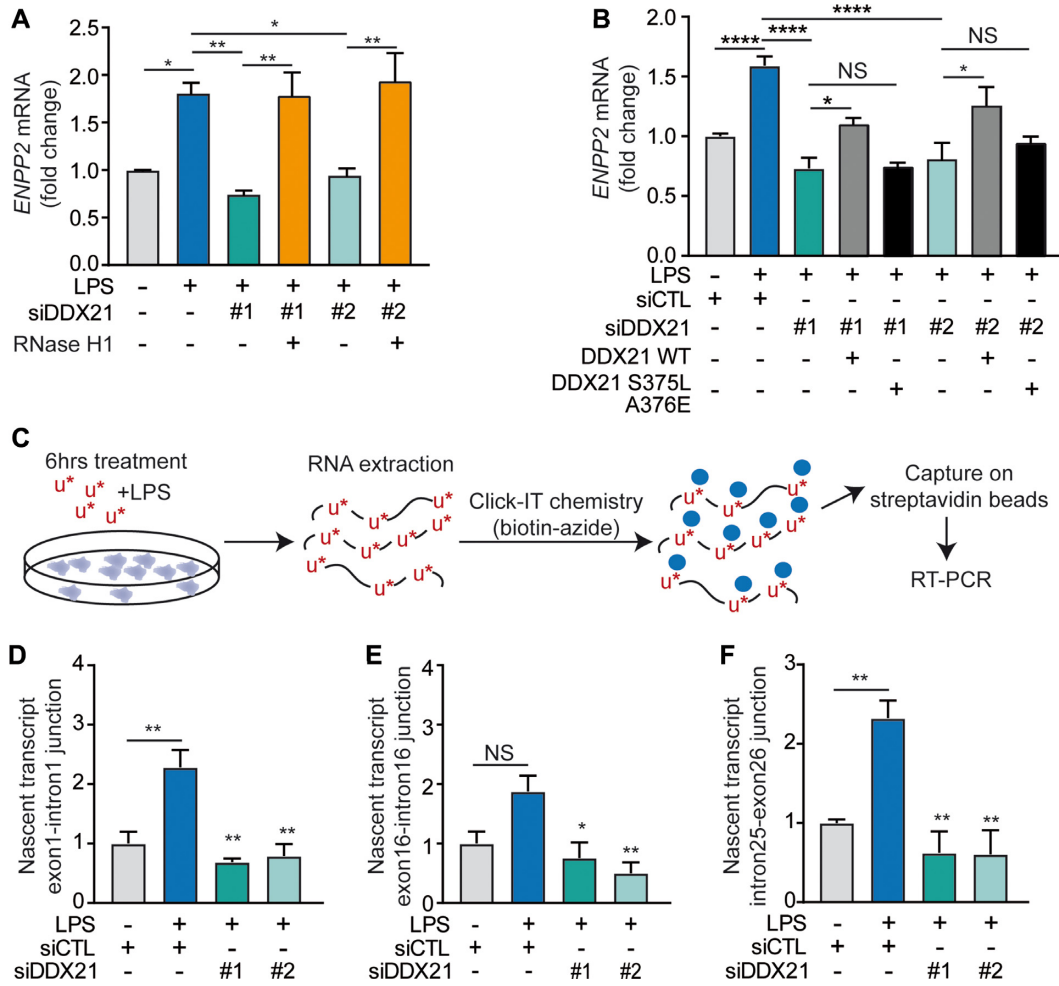 A
ENPP2 mRNA
(fold change)
2.5
2.0
1.5
1.0
0.5
0.0
*
**
**
*
**
LPS - + + + + +
siDDX21 - - #1 #1 #2 #2
RNase H1 - - - + - +
B
ENPP2 mRNA
(fold change)
2.0
1.5
1.0
0.5
0.0
****
****
****
NS
*
NS
*
LPS - + + + + + + +
siCTL + + - - - - - -
siDDX21 - - #1 #1 #1 #2 #2 #2
DDX21 WT - - - + - - + -
DDX21 S375L - - - - + - - +
A376E
C
6hrs treatment
u* u* +LPS
u* u*
RNA extraction
u* u* u*
u* u* u* u*
u* u* u*
Click-IT chemistry
(biotin-azide)
u* u* u*
u* u* u* u*
u* u* u*
Capture on
streptavidin beads
RT-PCR
D
Nascent transcript
exon1-intron1 junction
4
3
2
1
0
**
**
**
LPS - + + +
siCTL + + - -
siDDX21 - - #1 #2
E
Nascent transcript
exon16-intron16 junction
4
3
2
1
0
NS
*
**
LPS - + + +
siCTL + + - -
siDDX21 - - #1 #2
F
Nascent transcript
intron25-exon26 junction
3
2
1
0
**
**
**
LPS - + + +
siCTL + + - -
siDDX21 - - #1 #2